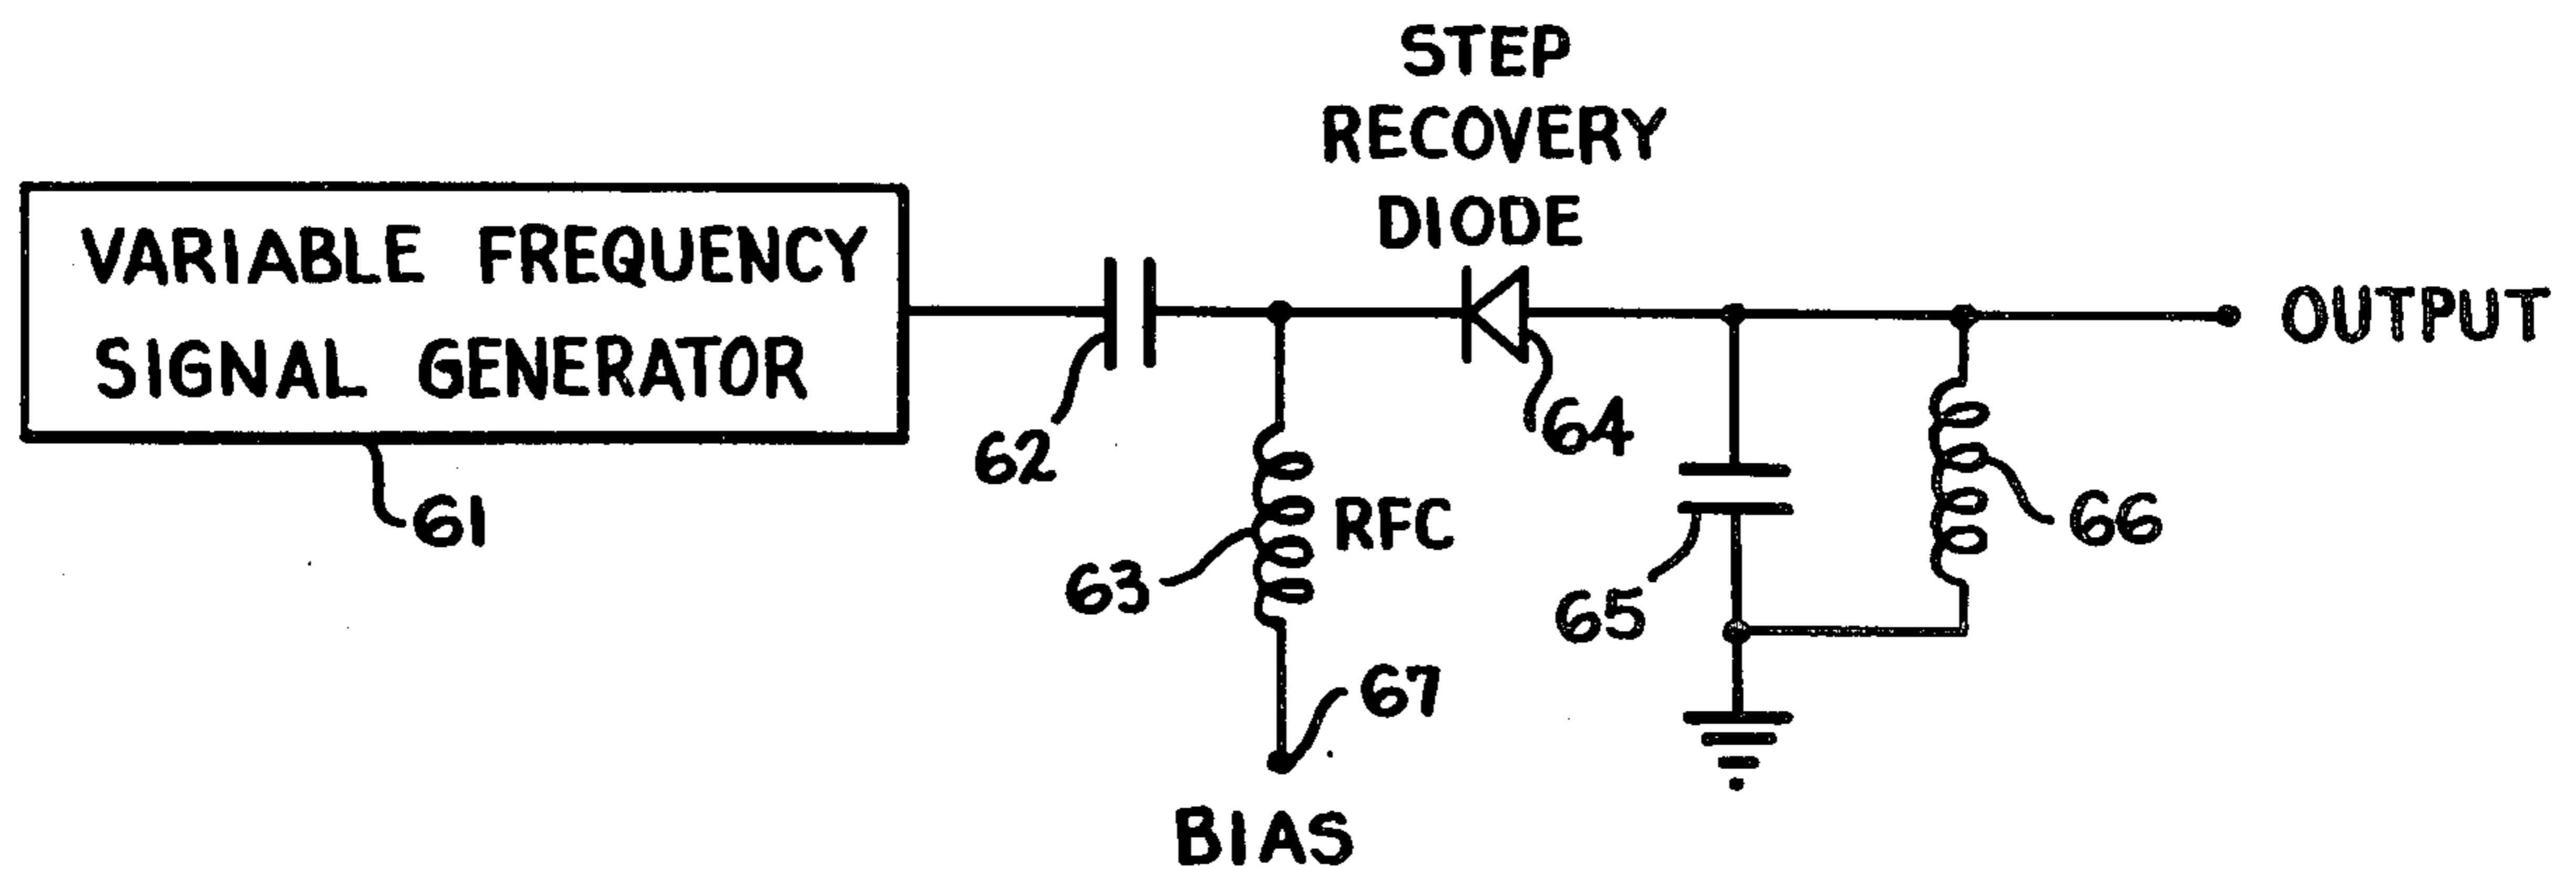 STEP
RECOVERY
DIODE
VARIABLE FREQUENCY
SIGNAL GENERATOR
OUTPUT
62
64
61
63
RFC
65
66
67
BIAS